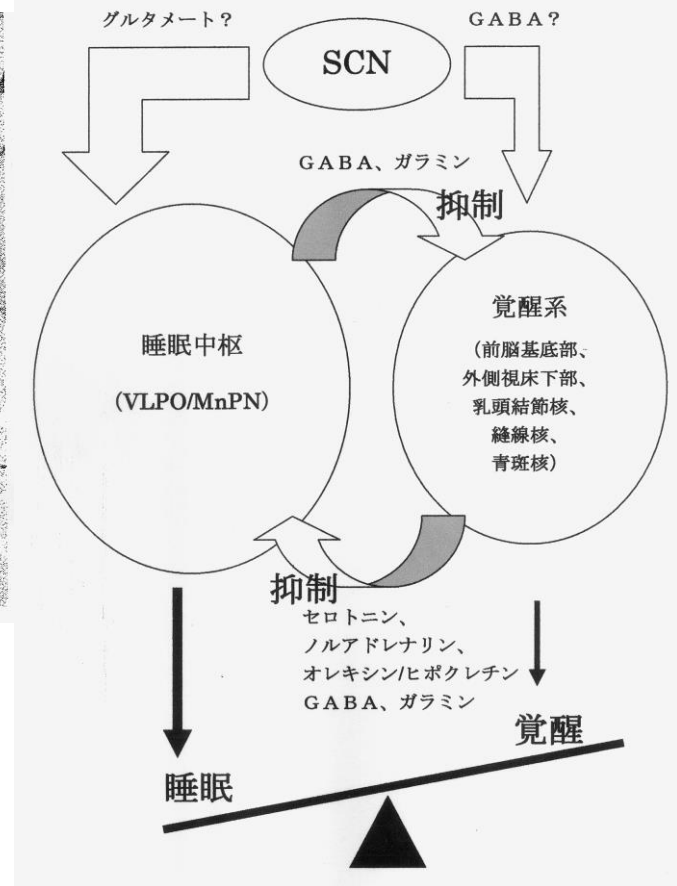 グルタメート？
GABA？
SCN
GABA、ガラミン
抑制
睡眠中枢
(VLPO/MnPN)
覚醒系
(前脳基底部、
外側視床下部、
乳頭結節核、
縫線核、
青斑核)
抑制
セロトニン、
ノルアドレナリン、
オレキシン/ヒポクレチン
GABA、ガラミン
覚醒
睡眠